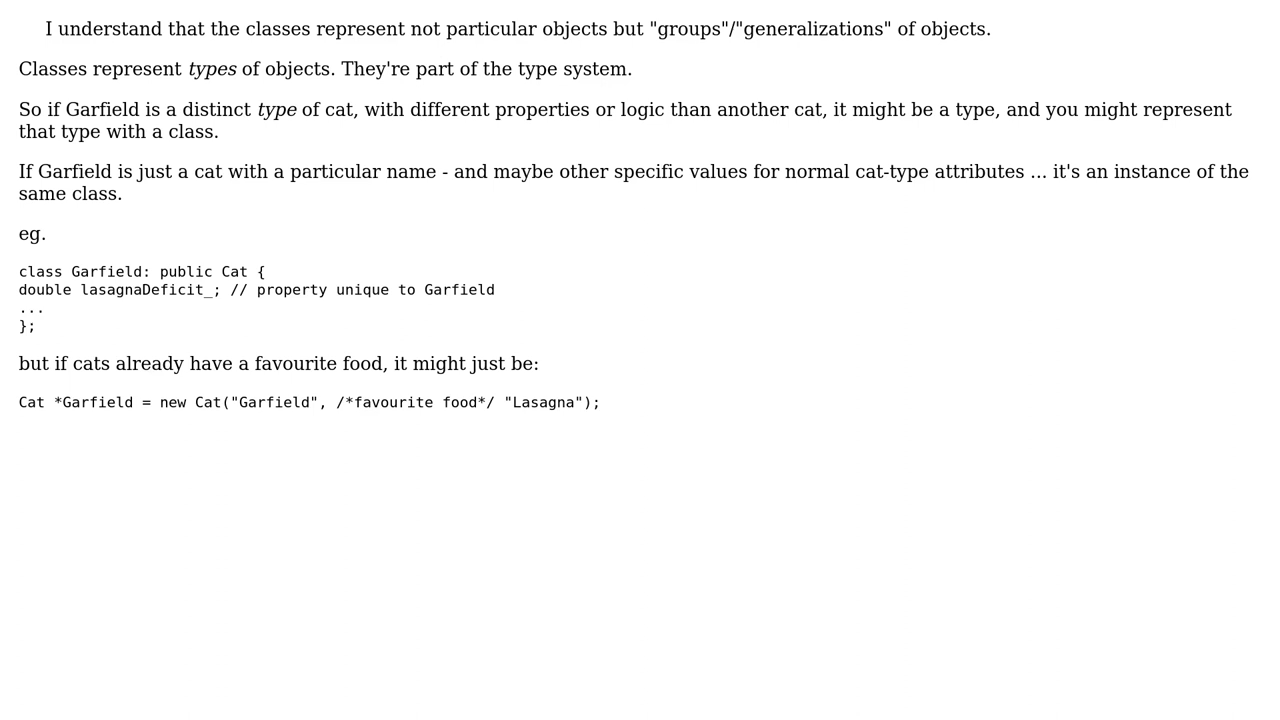 I understand that the classes represent not particular objects but "groups"/"generalizations" of objects.
Classes represent types of objects. They're part of the type system.
So if Garfield is a distinct type of cat, with different properties or logic than another cat, it might be a type, and you might represent
that type with a class.
If Garfield is just a cat with a particular name - and maybe other specific values for normal cat-type attributes ... it's an instance of the
same class.
eg.
class Garfield: public Cat {
double lasagnaDeficit_; // property unique to Garfield
...
};
but if cats already have a favourite food, it might just be:
Cat *Garfield = new Cat("Garfield", /*favourite food*/ "Lasagna");